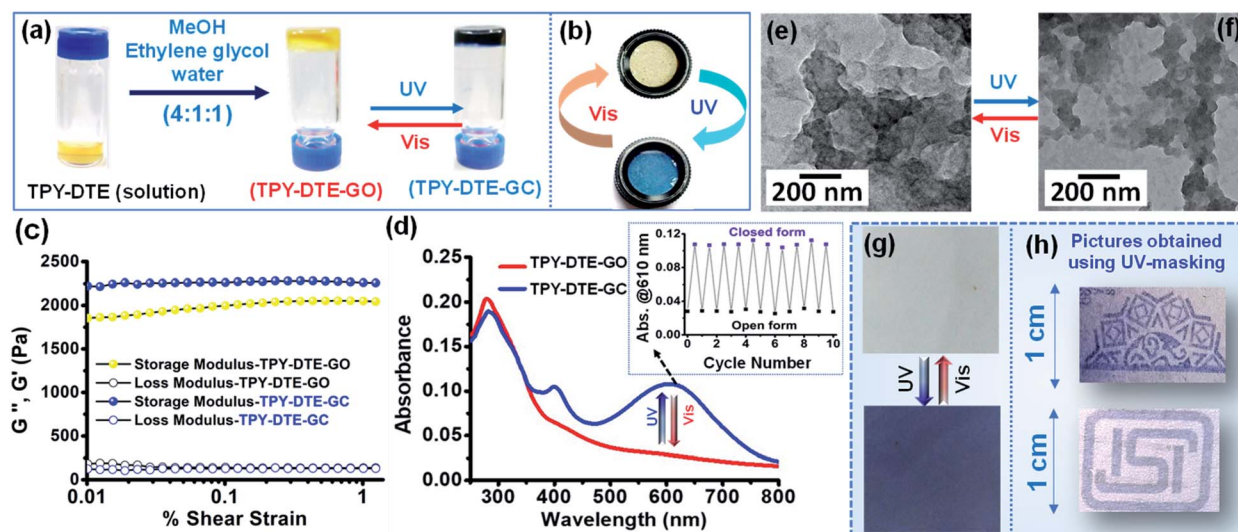 (a)
MeOH
Ethylene glycol
water
(4:1:1)
UV
Vis
TPY-DTE (solution)
(TPY-DTE-GO)
(TPY-DTE-GC)
(b)
Vis
UV
(e)
200 nm
UV
Vis
(f)
200 nm
(c)
G'', G' (Pa)
2500
2250
2000
1750
1500
1250
1000
750
500
250
0
Storage Modulus-TPY-DTE-GO
Loss Modulus-TPY-DTE-GO
Storage Modulus-TPY-DTE-GC
Loss Modulus-TPY-DTE-GC
0.01
0.1
1
% Shear Strain
(d)
Absorbance
0.25
0.20
0.15
0.10
0.05
0.00
TPY-DTE-GO
TPY-DTE-GC
UV
Vis
300
400
500
600
700
800
Wavelength (nm)
Abs. @610 nm
0.12
0.08
0.04
0.00
Closed form
Open form
0
2
4
6
8
10
Cycle Number
(g)
UV
Vis
(h)
Pictures obtained
using UV-masking
1 cm
1 cm